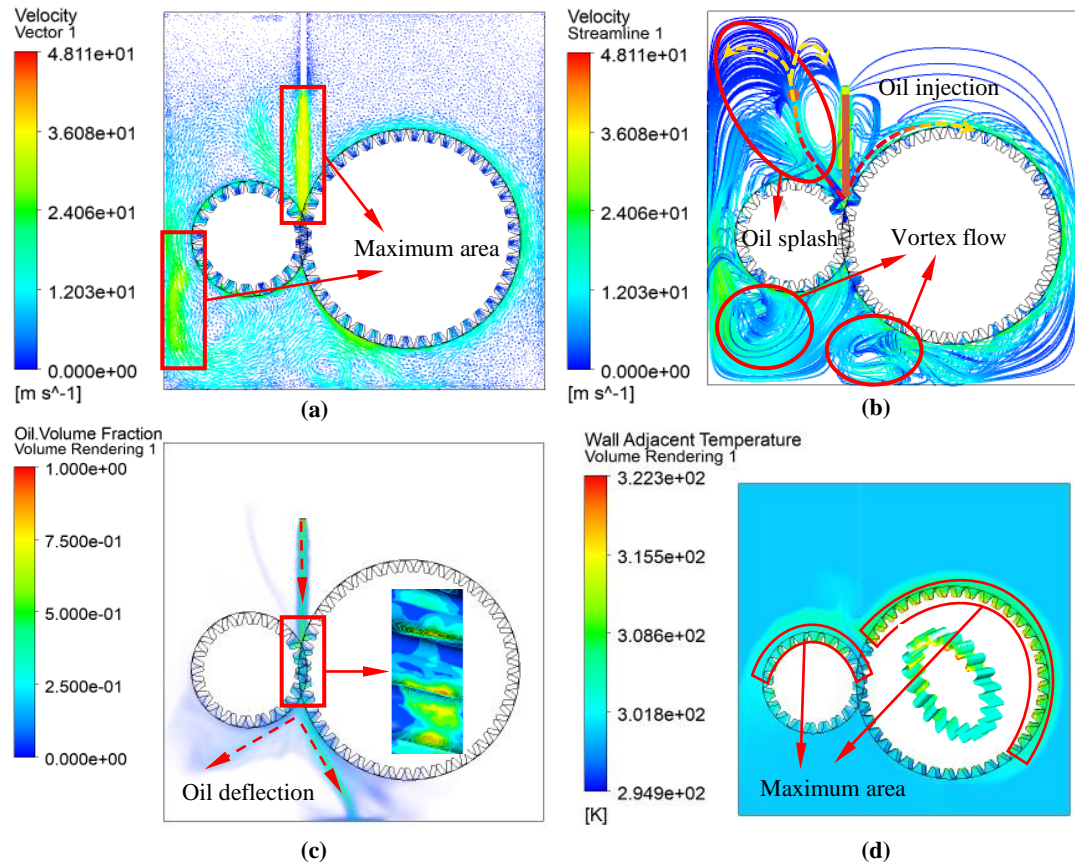 Velocity
Vector 1
4.811e+01
3.608e+01
2.406e+01
1.203e+01
0.000e+00
[m s^-1]
Maximum area
(a)
Velocity
Streamline 1
4.811e+01
3.608e+01
2.406e+01
1.203e+01
0.000e+00
[m s^-1]
Oil injection
Oil splash
Vortex flow
(b)
Oil.Volume Fraction
Volume Rendering 1
1.000e+00
7.500e-01
5.000e-01
2.500e-01
0.000e+00
Oil deflection
(c)
Wall Adjacent Temperature
Volume Rendering 1
3.223e+02
3.155e+02
3.086e+02
3.018e+02
2.949e+02
[K]
Maximum area
(d)